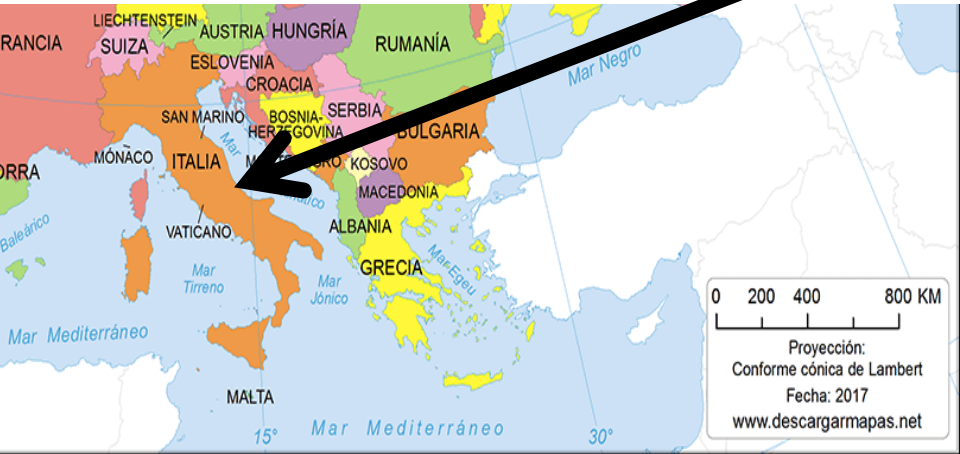 LIECHTENSTEIN
AUSTRIA
HUNGRÍA
RANCIA
SUIZA
RUMANÍA
ESLOVENIA
Mar Negro
CROACIA
SAN MARINO
BOSNIA-
HERZEGOVINA
SERBIA
BULGARIA
Mar
MÓNACO
ITALIA
KOSOVO
ORRA
MACEDONIA
Baleárico
VATICANO
ALBANIA
Mar Egeu
GRECIA
Mar
Tirreno
Mar
Jónico
0 200 400 800 KM
Mar Mediterráneo
Proyección:
Conforme cónica de Lambert
Fecha: 2017
www.descargarmapas.net
MALTA
Mar Mediterráneo
15°
30°